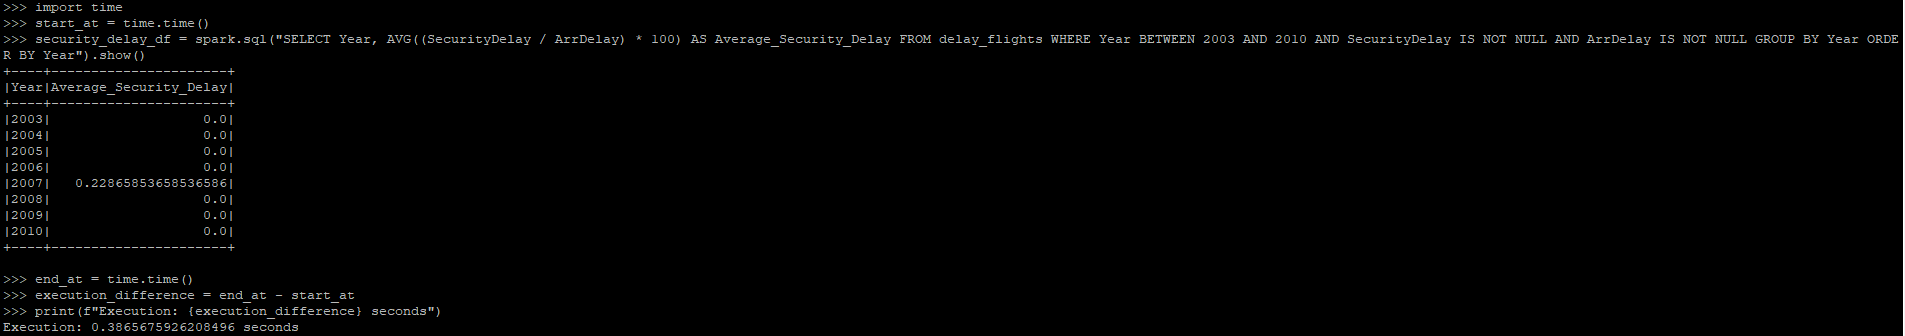 >>> import time
>>> start_at = time.time()
>>> security_delay_df = spark.sql("SELECT Year, AVG((SecurityDelay / ArrDelay) * 100) AS Average_Security_Delay FROM delay_flights WHERE Year BETWEEN 2003 AND 2010 AND SecurityDelay IS NOT NULL AND ArrDelay IS NOT NULL GROUP BY Year ORDE
R BY Year").show()
+----+----------------------+
|Year|Average_Security_Delay|
+----+----------------------+
|2003|                   0.0|
|2004|                   0.0|
|2005|                   0.0|
|2006|                   0.0|
|2007|   0.22865853658536586|
|2008|                   0.0|
|2009|                   0.0|
|2010|                   0.0|
+----+----------------------+
>>> end_at = time.time()
>>> execution_difference = end_at - start_at
>>> print(f"Execution: {execution_difference} seconds")
Execution: 0.3865675926208496 seconds